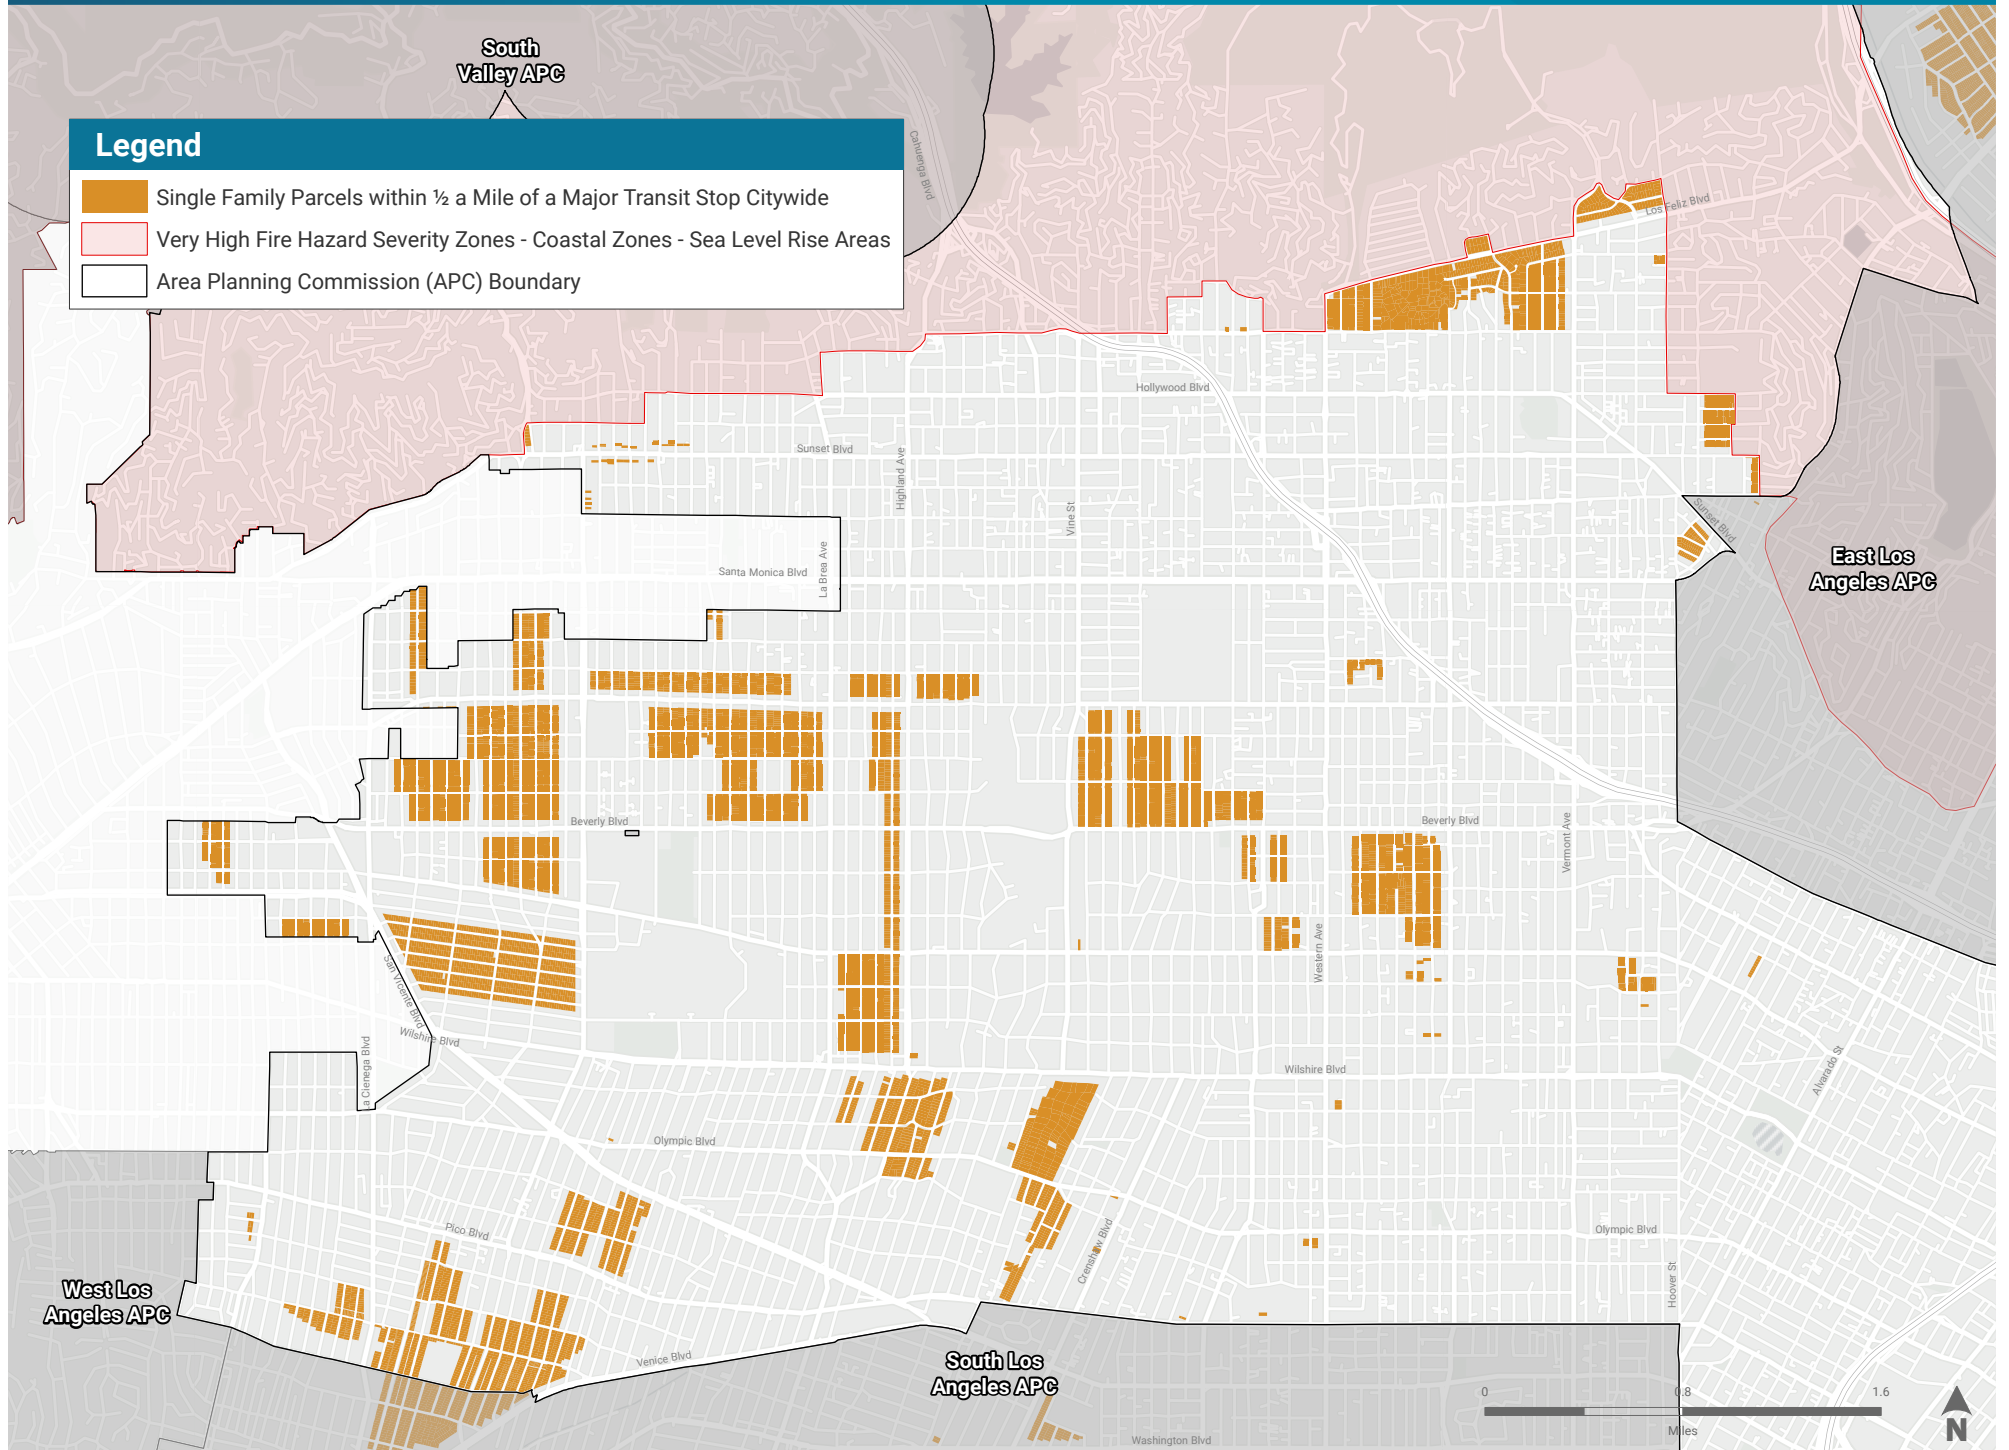 South
Valley APC
Legend
Single Family Parcels within ½ a Mile of a Major Transit Stop Citywide
Very High Fire Hazard Severity Zones - Coastal Zones - Sea Level Rise Areas
Area Planning Commission (APC) Boundary
Cahuenga Blvd
Los Feliz Blvd
Hollywood Blvd
Sunset Blvd
Highland Ave
Vine St
Sunset Blvd
East Los
Angeles APC
Santa Monica Blvd
La Brea Ave
Beverly Blvd
Beverly Blvd
Vermont Ave
Western Ave
San Vicente Blvd
Wilshire Blvd
La Cienega Blvd
Wilshire Blvd
Alvarado St
Olympic Blvd
Pico Blvd
Crenshaw Blvd
Olympic Blvd
Hoover St
West Los
Angeles APC
Venice Blvd
South Los
Angeles APC
Washington Blvd
0 0.8 1.6
Miles
N